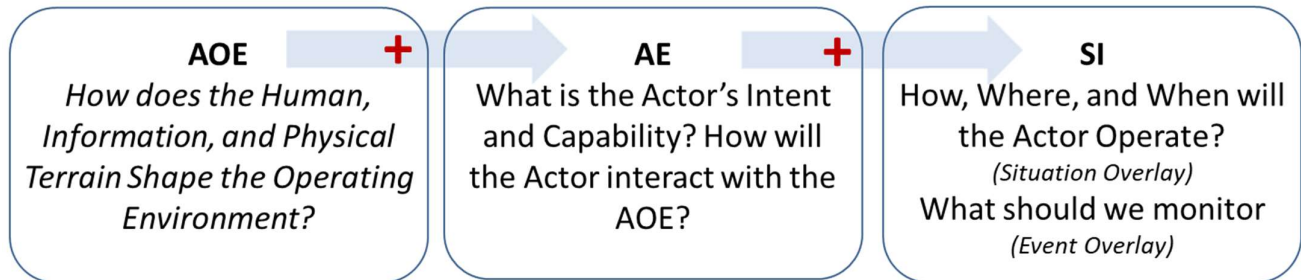 AOE
How does the Human,
Information, and Physical
Terrain Shape the Operating
Environment?
+
AE
What is the Actor's Intent
and Capability? How will
the Actor interact with the
AOE?
+
SI
How, Where, and When will
the Actor Operate?
(Situation Overlay)
What should we monitor
(Event Overlay)